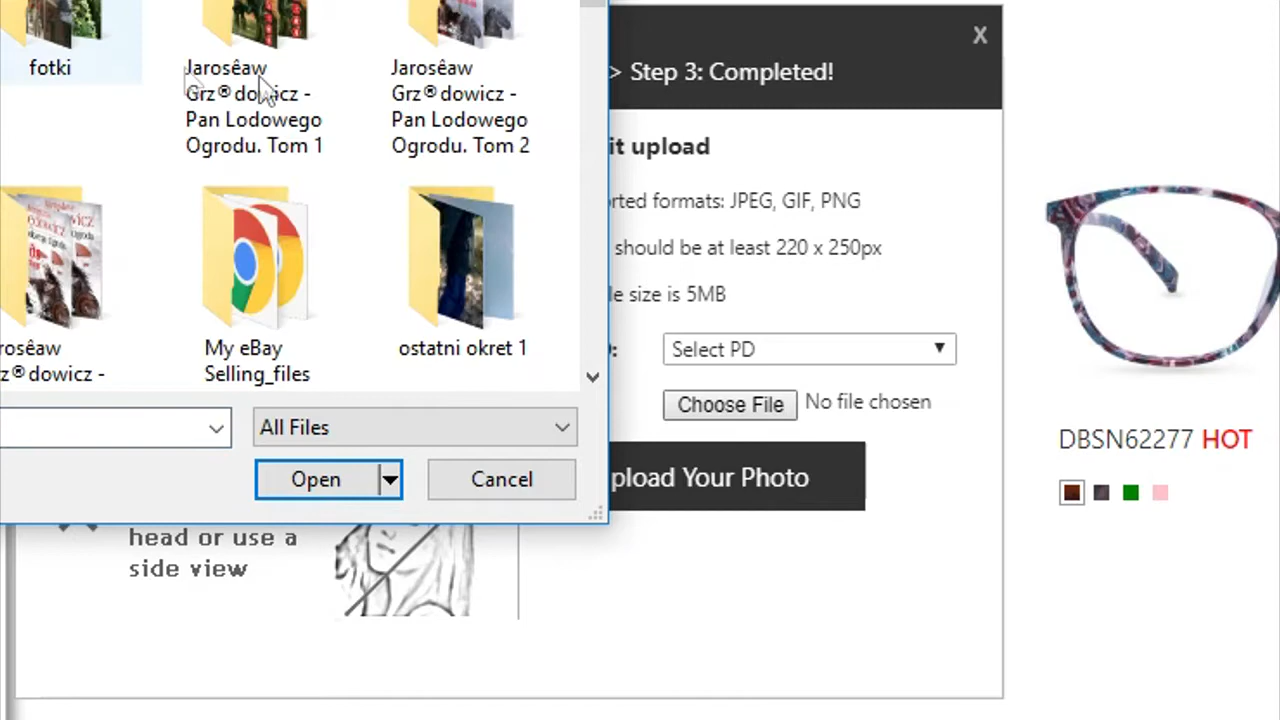 fotki
Jarosêaw
Grz®dowicz -
Pan Lodowego
Ogrodu. Tom 1
Jarosêaw
Grz®dowicz -
Pan Lodowego
Ogrodu. Tom 2
rosêaw
z®dowicz -
My eBay
Selling_files
ostatni okret 1
All Files
Open
Cancel
head or use a
side view
> Step 3: Completed!
X
it upload
rted formats: JPEG, GIF, PNG
should be at least 220 x 250px
le size is 5MB
Select PD
Choose File No file chosen
pload Your Photo
DBSN62277 HOT